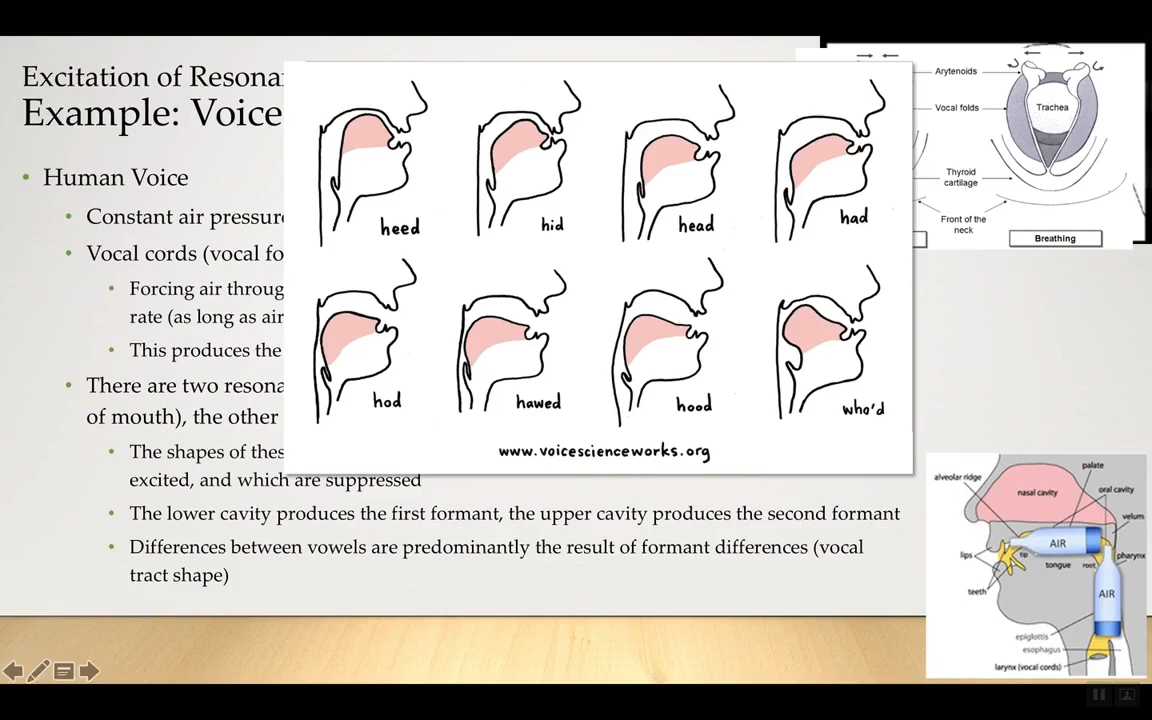 Excitation of Resona
Example: Voice
• Human Voice
• Constant air pressure
• Vocal cords (vocal fo
• Forcing air throug
rate (as long as air
• This produces the
• There are two resona
of mouth), the other
• The shapes of thes
excited, and which are suppressed
• The lower cavity produces the first formant, the upper cavity produces the second formant
• Differences between vowels are predominantly the result of formant differences (vocal
tract shape)
heed
hid
head
had
hod
hawed
hood
who'd
www.voicescienceworks.org
Arytenoids
Vocal folds
Trachea
Thyroid
cartilage
Front of the
neck
Breathing
palate
alveolar ridge
oral cavity
nasal cavity
velum
AIR
lips
tip
tongue
root
pharynx
teeth
AIR
epiglottis
esophagus
larynx (vocal cords)